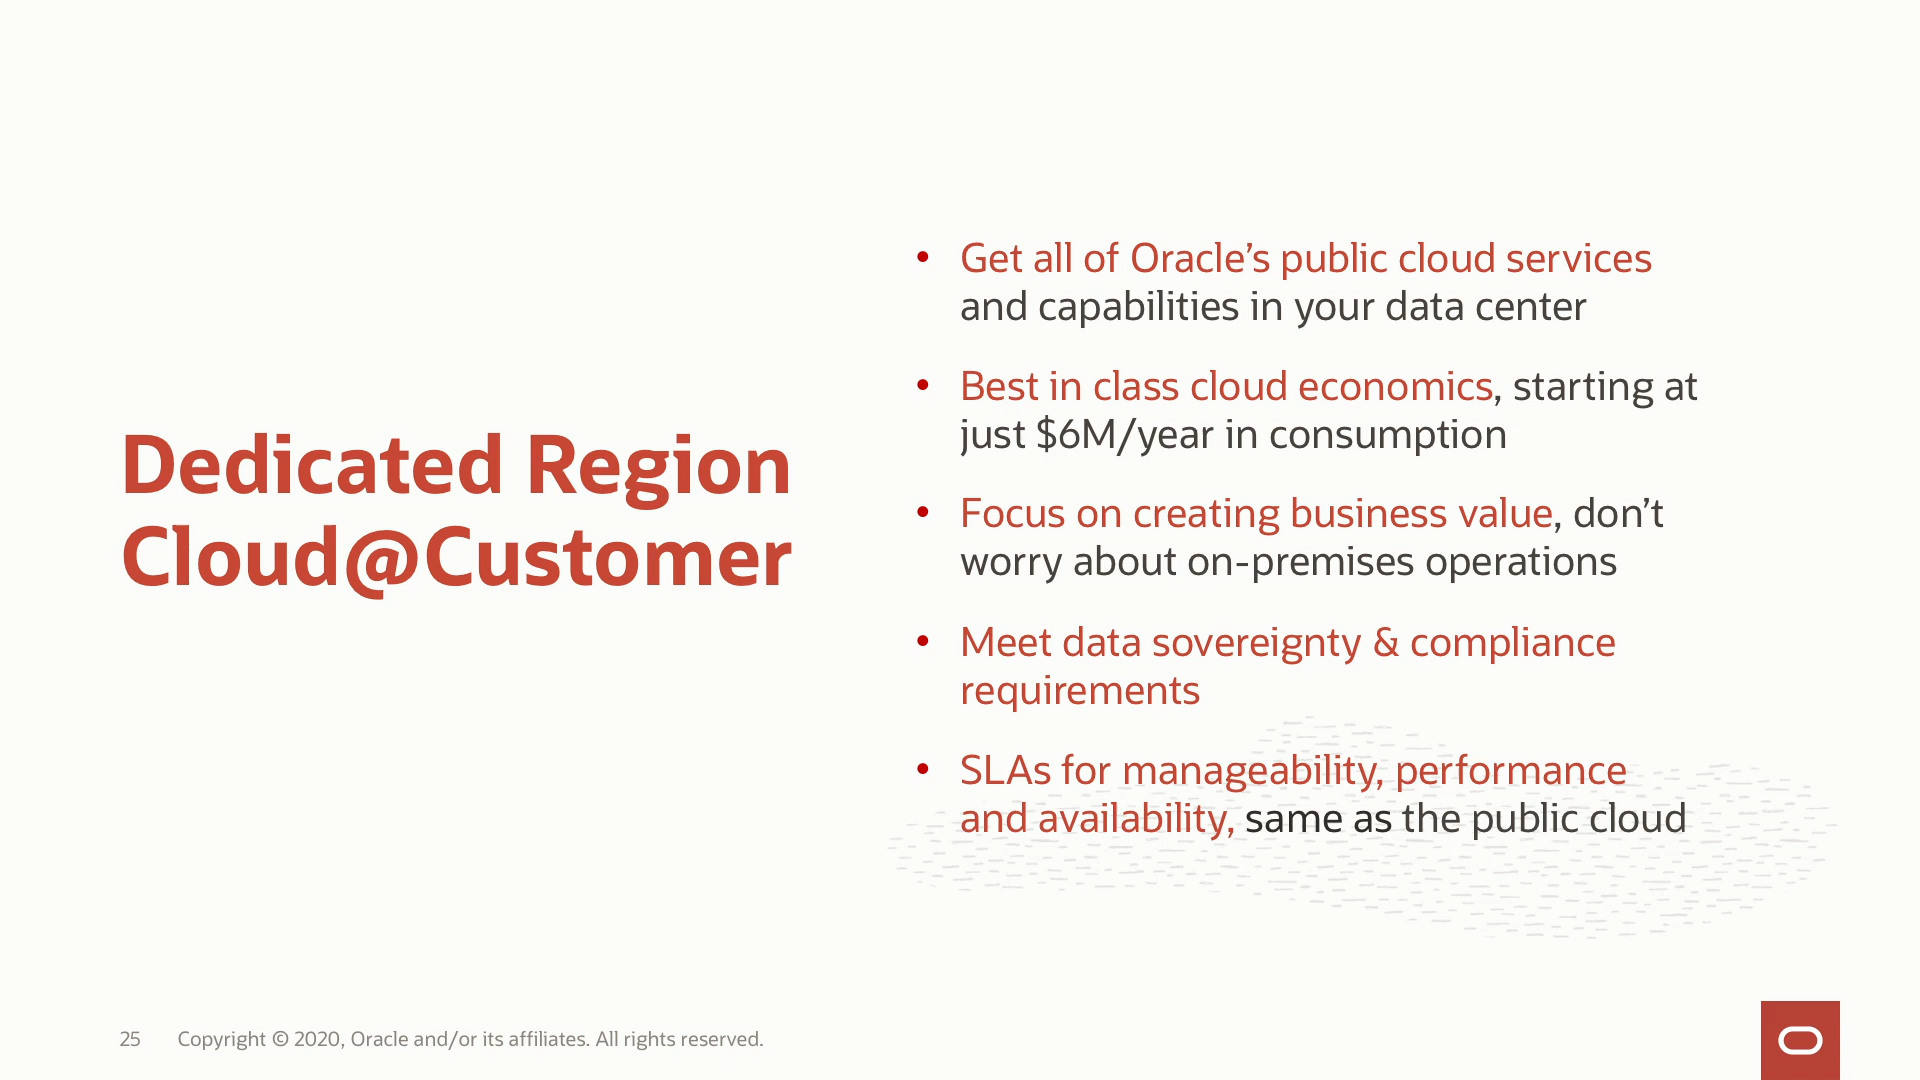 Dedicated Region
Cloud@Customer
• Get all of Oracle’s public cloud services
and capabilities in your data center
• Best in class cloud economics, starting at
just $6M/year in consumption
• Focus on creating business value, don’t
worry about on-premises operations
• Meet data sovereignty & compliance
requirements
• SLAs for manageability, performance
and availability, same as the public cloud
25 Copyright © 2020, Oracle and/or its affiliates. All rights reserved.